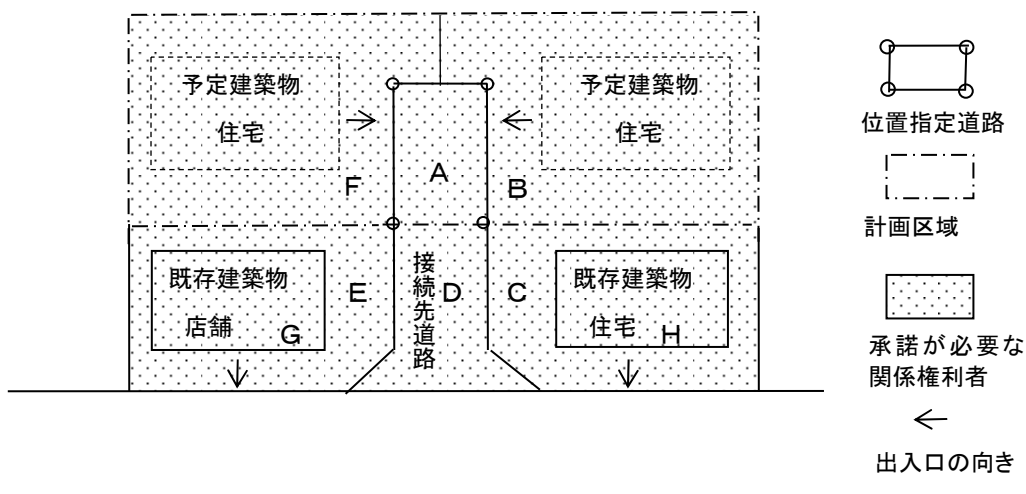 予定建築物
住宅
予定建築物
住宅
F
A
B
既存建築物
店舗
G
E
接続先道路
D
C
既存建築物
住宅
H
位置指定道路
計画区域
承諾が必要な
関係権利者
出入口の向き